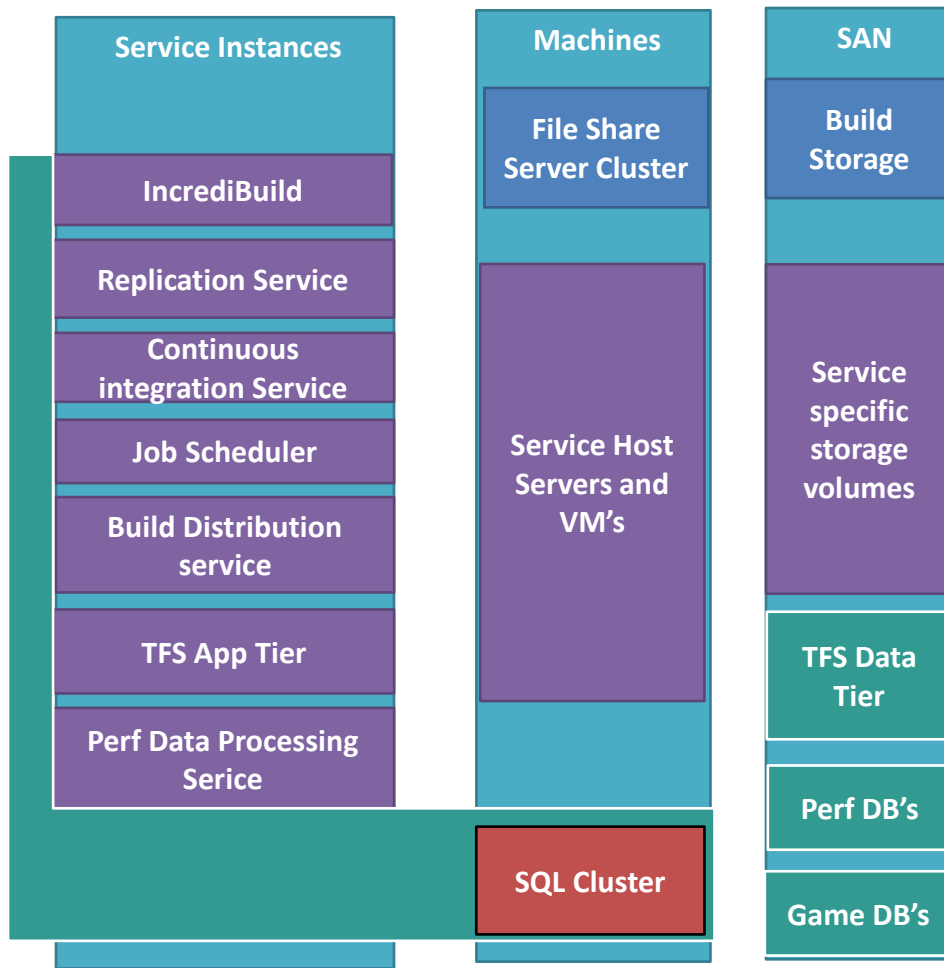 Service Instances
IncrediBuild
Replication Service
Continuous
integration Service
Job Scheduler
Build Distribution
service
TFS App Tier
Perf Data Processing
Serice
Machines
File Share
Server Cluster
Service Host
Servers and
VM’s
SQL Cluster
SAN
Build
Storage
Service
specific
storage
volumes
TFS Data
Tier
Perf DB’s
Game DB’s